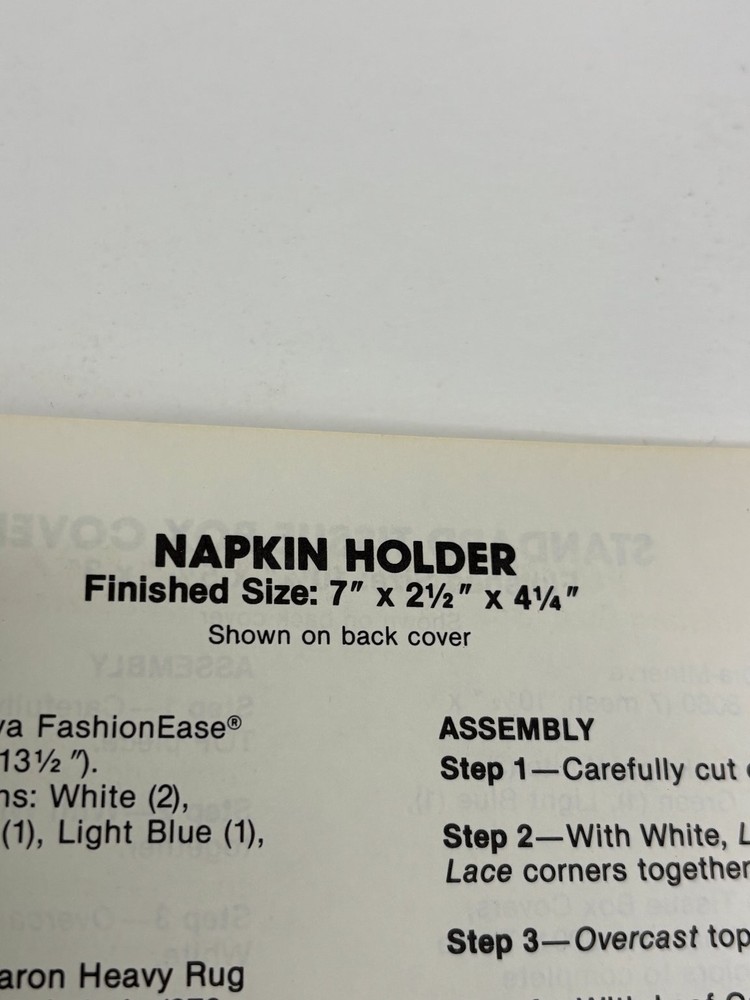 NAPKIN HOLDER
Finished Size: 7" x 2½" x 4¼"
Shown on back cover
va FashionEase®
13½").
ns: White (2),
(1), Light Blue (1),
aron Heavy Rug
ASSEMBLY
Step 1—Carefully cut
Step 2—With White,
Lace corners together
Step 3—Overcast top